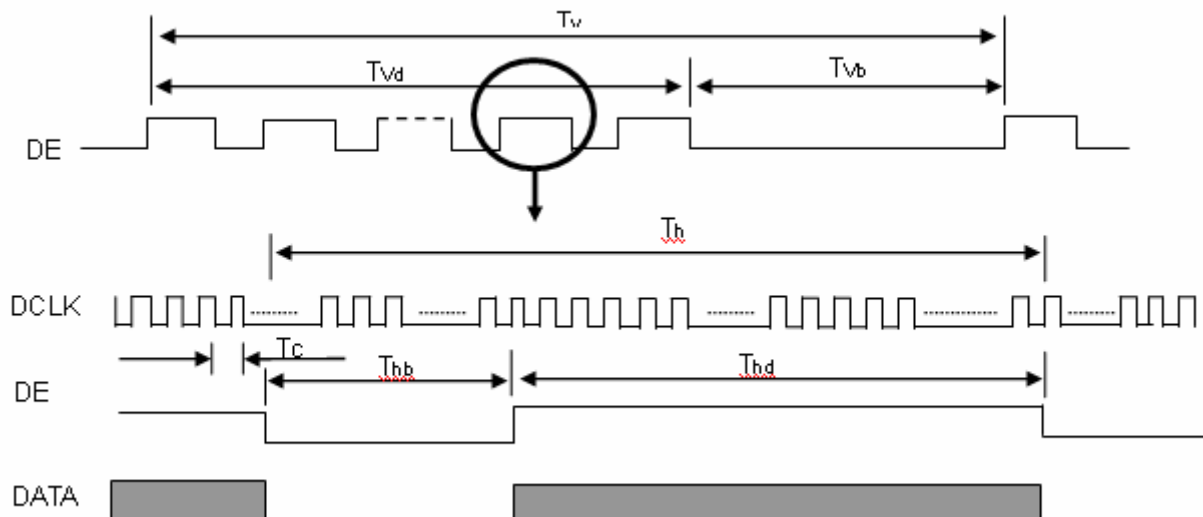 Tv
Tvd
Tvb
DE
Th
DCLK
Tc
Thb
Thd
DE
DATA